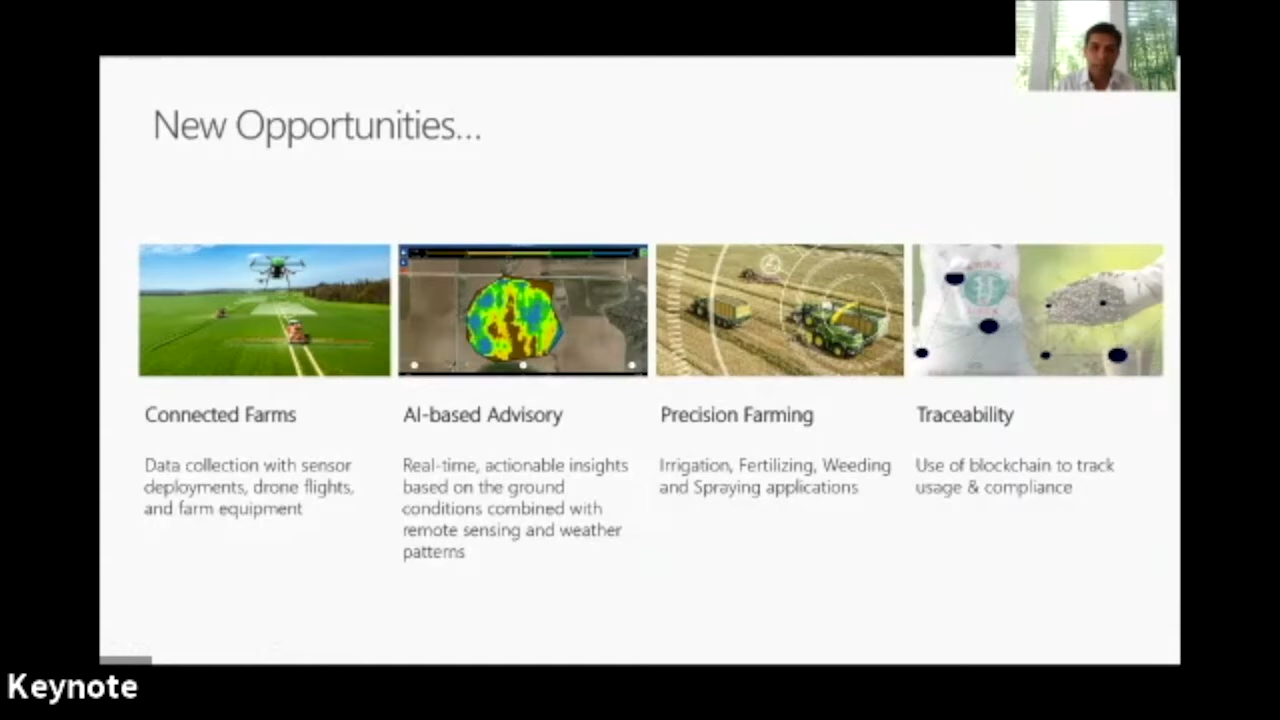 New Opportunities...
Connected Farms
Data collection with sensor
deployments, drone flights,
and farm equipment
AI-based Advisory
Real-time, actionable insights
based on the ground
conditions combined with
remote sensing and weather
patterns
Precision Farming
Irrigation, Fertilizing, Weeding
and Spraying applications
Traceability
Use of blockchain to track
usage & compliance
Keynote